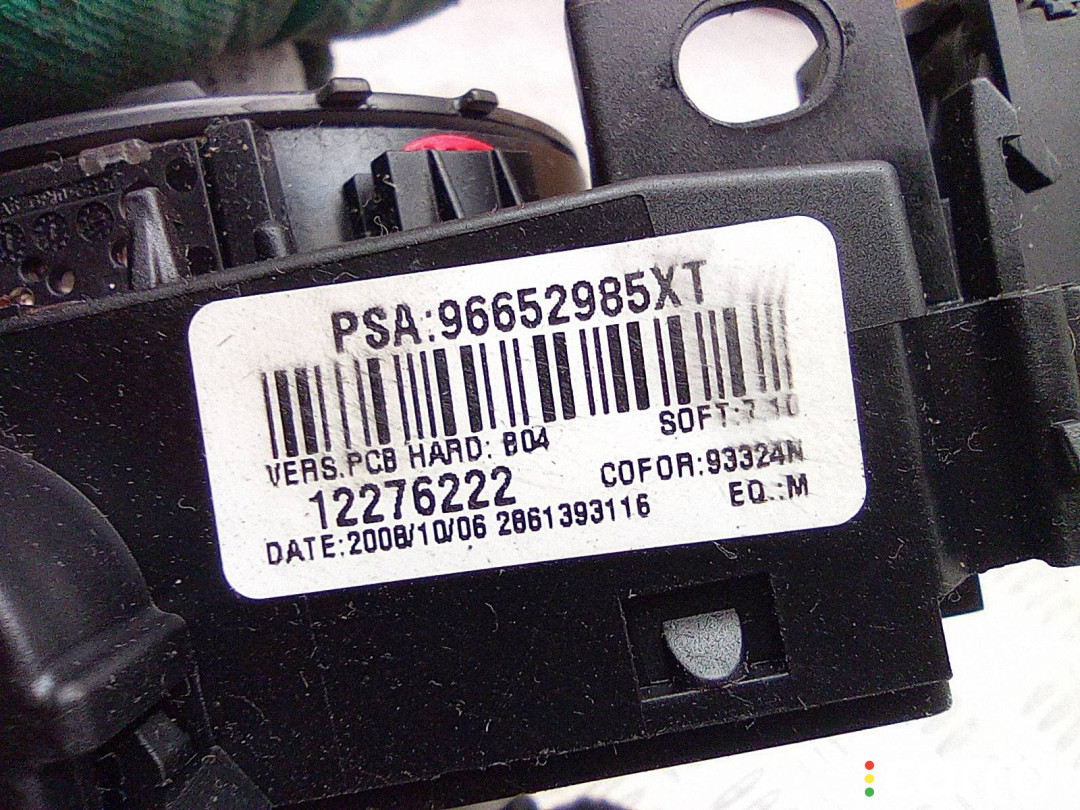 PSA:96652985XT
SOFT:7.10
VERS.PCB HARD: B04
COFOR:93324N
12276222
EQ.:M
DATE:2008/10/06 2861393116